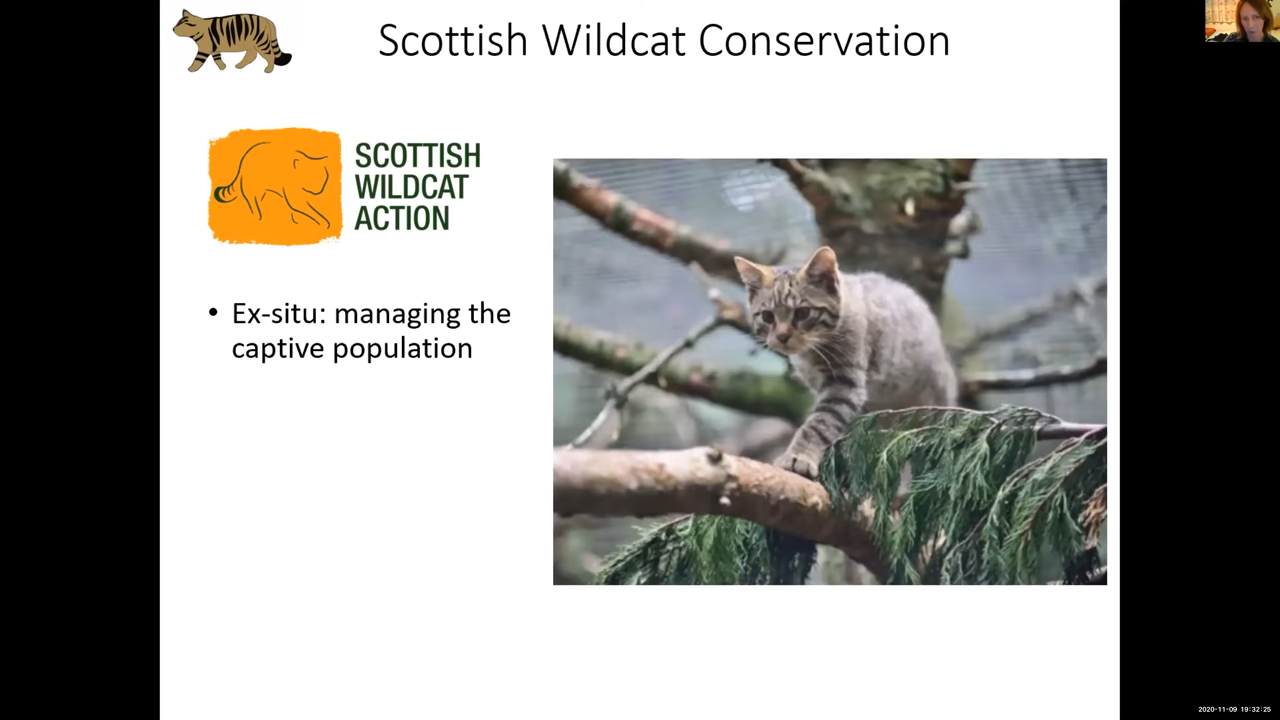 Scottish Wildcat Conservation
SCOTTISH
WILDCAT
ACTION
• Ex-situ: managing the
captive population
2020-11-09 19:32:25